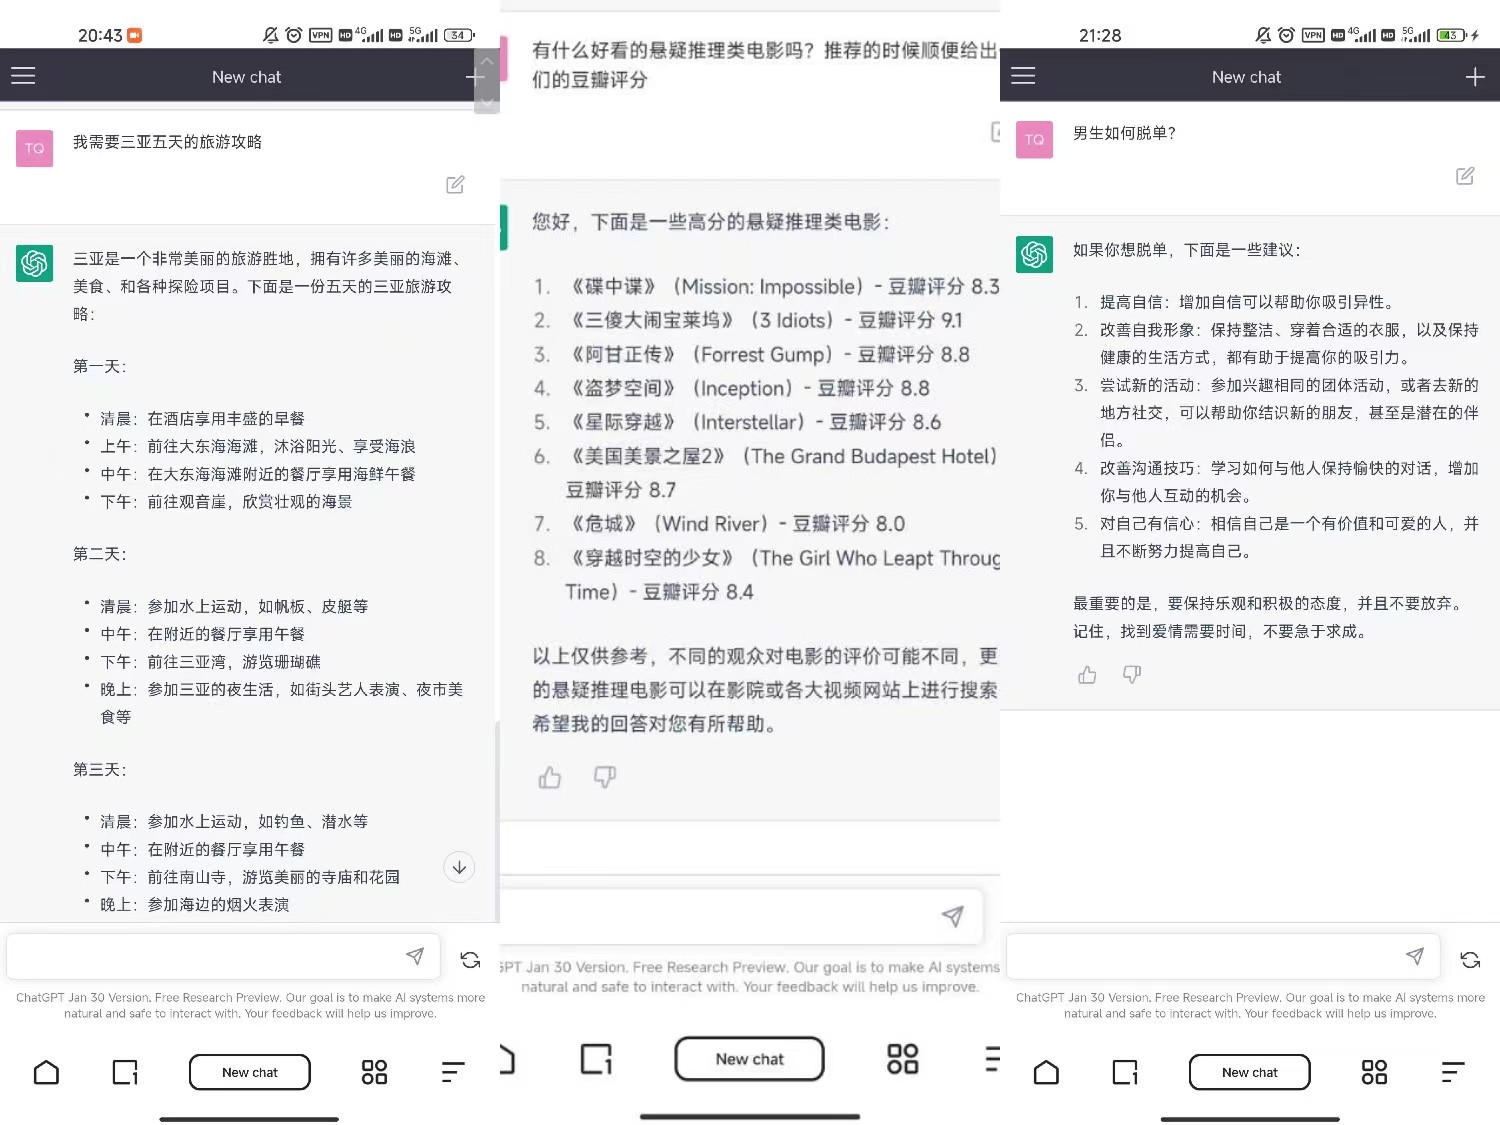 20:43
VPN
HD
4G
HD
5G
34
New chat
TQ
我需要三亚五天的旅游攻略
三亚是一个非常美丽的旅游胜地，拥有许多美丽的海滩、
美食、和各种探险项目。下面是一份五天的三亚旅游攻
略：
第一天：
• 清晨：在酒店享用丰盛的早餐
• 上午：前往大东海海滩，沐浴阳光、享受海浪
• 中午：在大东海海滩附近的餐厅享用海鲜午餐
• 下午：前往观音崖，欣赏壮观的海景
第二天：
• 清晨：参加水上运动，如帆板、皮艇等
• 中午：在附近的餐厅享用午餐
• 下午：前往三亚湾，游览珊瑚礁
• 晚上：参加三亚的夜生活，如街头艺人表演、夜市美
食等
第三天：
• 清晨：参加水上运动，如钓鱼、潜水等
• 中午：在附近的餐厅享用午餐
• 下午：前往南山寺，游览美丽的寺庙和花园
• 晚上：参加海边的烟火表演
ChatGPT Jan 30 Version. Free Research Preview. Our goal is to make AI systems more
natural and safe to interact with. Your feedback will help us improve.
1
New chat
有什么好看的悬疑推理类电影吗？推荐的时候顺便给出
们的豆瓣评分
您好，下面是一些高分的悬疑推理类电影：
1. 《碟中谍》（Mission: Impossible）- 豆瓣评分 8.3
2. 《三傻大闹宝莱坞》（3 Idiots）- 豆瓣评分 9.1
3. 《阿甘正传》（Forrest Gump）- 豆瓣评分 8.8
4. 《盗梦空间》（Inception）- 豆瓣评分 8.8
5. 《星际穿越》（Interstellar）- 豆瓣评分 8.6
6. 《美国美景之屋2》（The Grand Budapest Hotel）
豆瓣评分 8.7
7. 《危城》（Wind River）- 豆瓣评分 8.0
8. 《穿越时空的少女》（The Girl Who Leapt Throug
Time）- 豆瓣评分 8.4
以上仅供参考，不同的观众对电影的评价可能不同，更
的悬疑推理电影可以在影院或各大视频网站上进行搜索
希望我的回答对您有所帮助。
GPT Jan 30 Version. Free Research Preview. Our goal is to make AI systems
natural and safe to interact with. Your feedback will help us improve.
1
New chat
21:28
VPN
HD
4G
HD
5G
43
New chat
TQ
男生如何脱单？
如果你想脱单，下面是一些建议：
1. 提高自信：增加自信可以帮助你吸引异性。
2. 改善自我形象：保持整洁、穿着合适的衣服，以及保持
健康的生活方式，都有助于提高你的吸引力。
3. 尝试新的活动：参加兴趣相同的团体活动，或者去新的
地方社交，可以帮助你结识新的朋友，甚至是潜在的伴
侣。
4. 改善沟通技巧：学习如何与他人保持愉快的对话，增加
你与他人互动的机会。
5. 对自己有信心：相信自己是一个有价值和可爱的人，并
且不断努力提高自己。
最重要的是，要保持乐观和积极的态度，并且不要放弃。
记住，找到爱情需要时间，不要急于求成。
ChatGPT Jan 30 Version. Free Research Preview. Our goal is to make AI systems more
natural and safe to interact with. Your feedback will help us improve.
1
New chat